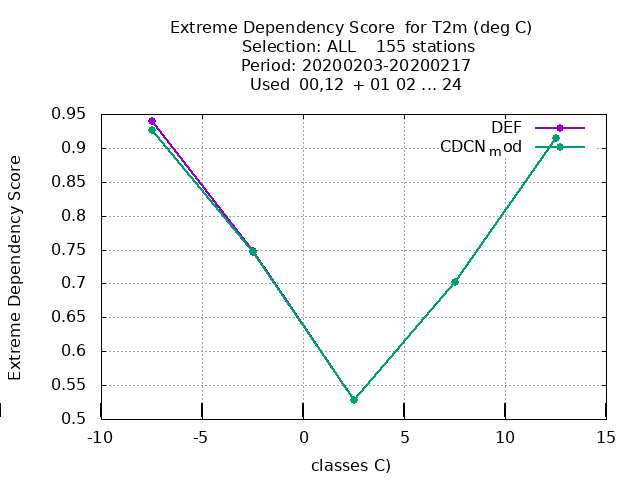 Extreme Dependency Score  for T2m (deg C)
Selection: ALL    155 stations
Period: 20200203-20200217
Used  00,12  + 01 02 ... 24
DEF
CDCN_mod
Extreme Dependency Score
0.95
0.9
0.85
0.8
0.75
0.7
0.65
0.6
0.55
0.5
-10 -5 0 5 10 15
classes C)